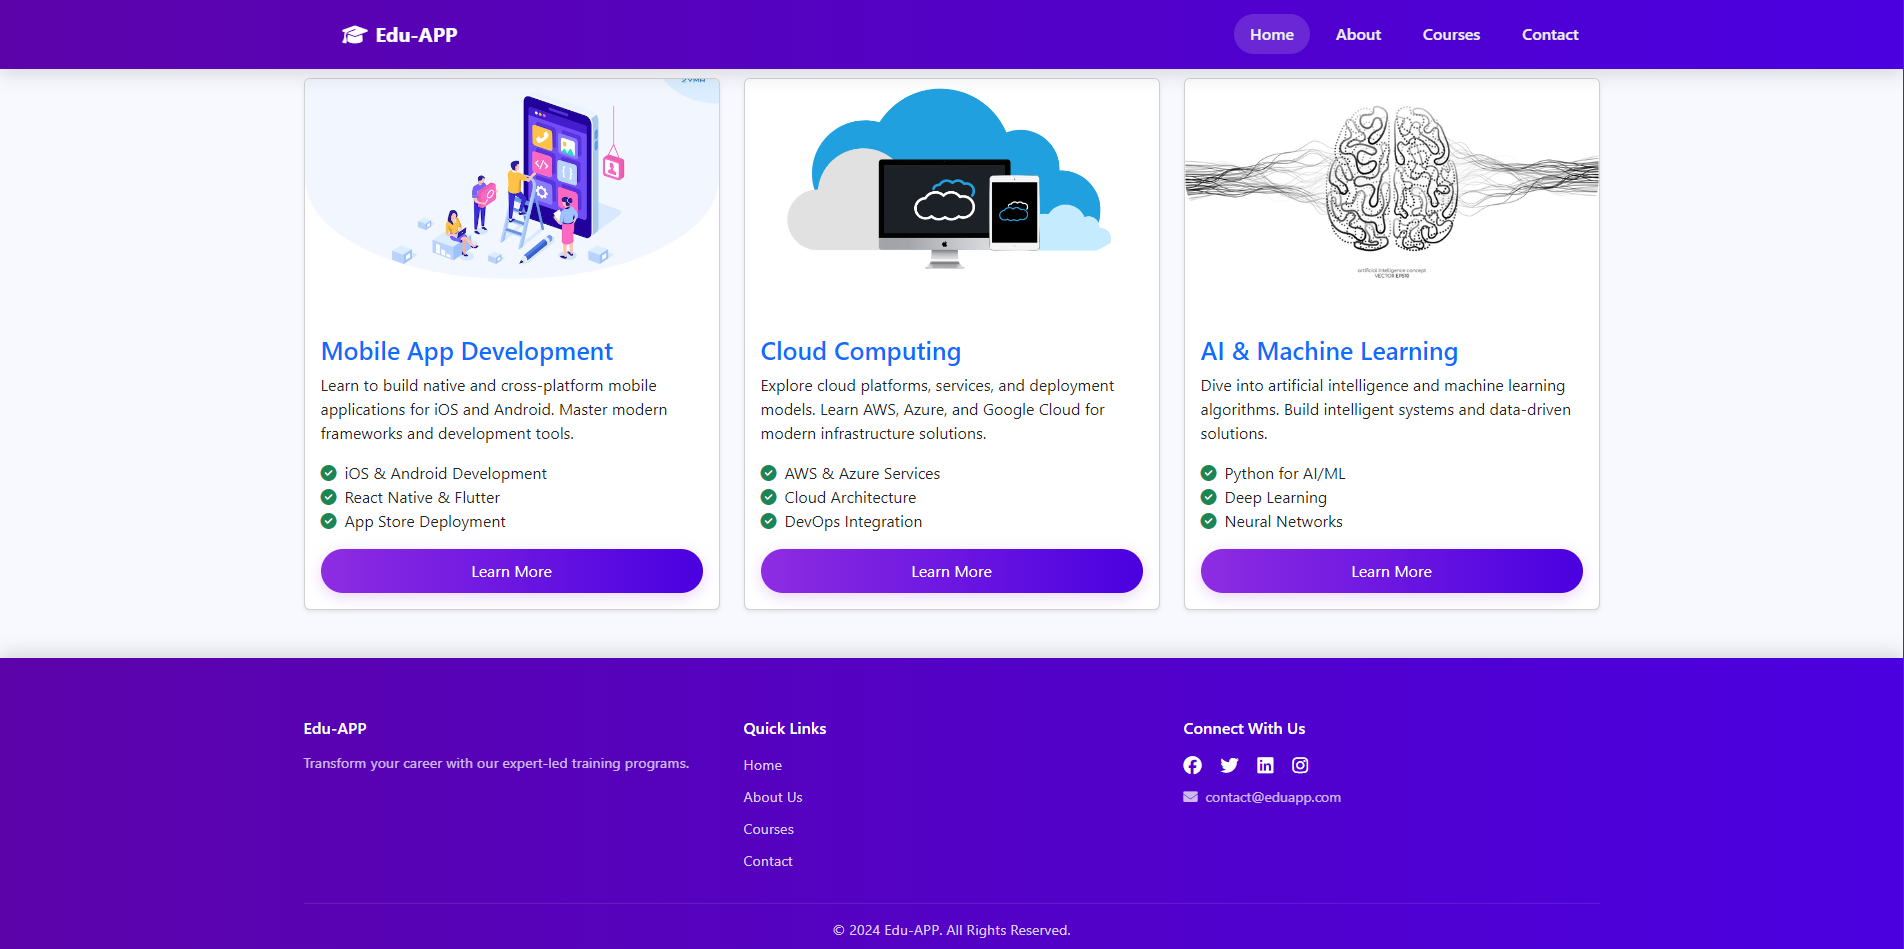 Edu-APP
Home
About
Courses
Contact
artificial intelligence concept
VECTOR EPS10
Mobile App Development
Learn to build native and cross-platform mobile
applications for iOS and Android. Master modern
frameworks and development tools.
iOS & Android Development
React Native & Flutter
App Store Deployment
Learn More
Cloud Computing
Explore cloud platforms, services, and deployment
models. Learn AWS, Azure, and Google Cloud for
modern infrastructure solutions.
AWS & Azure Services
Cloud Architecture
DevOps Integration
Learn More
AI & Machine Learning
Dive into artificial intelligence and machine learning
algorithms. Build intelligent systems and data-driven
solutions.
Python for AI/ML
Deep Learning
Neural Networks
Learn More
Edu-APP
Transform your career with our expert-led training programs.
Quick Links
Home
About Us
Courses
Contact
Connect With Us
contact@eduapp.com
© 2024 Edu-APP. All Rights Reserved.